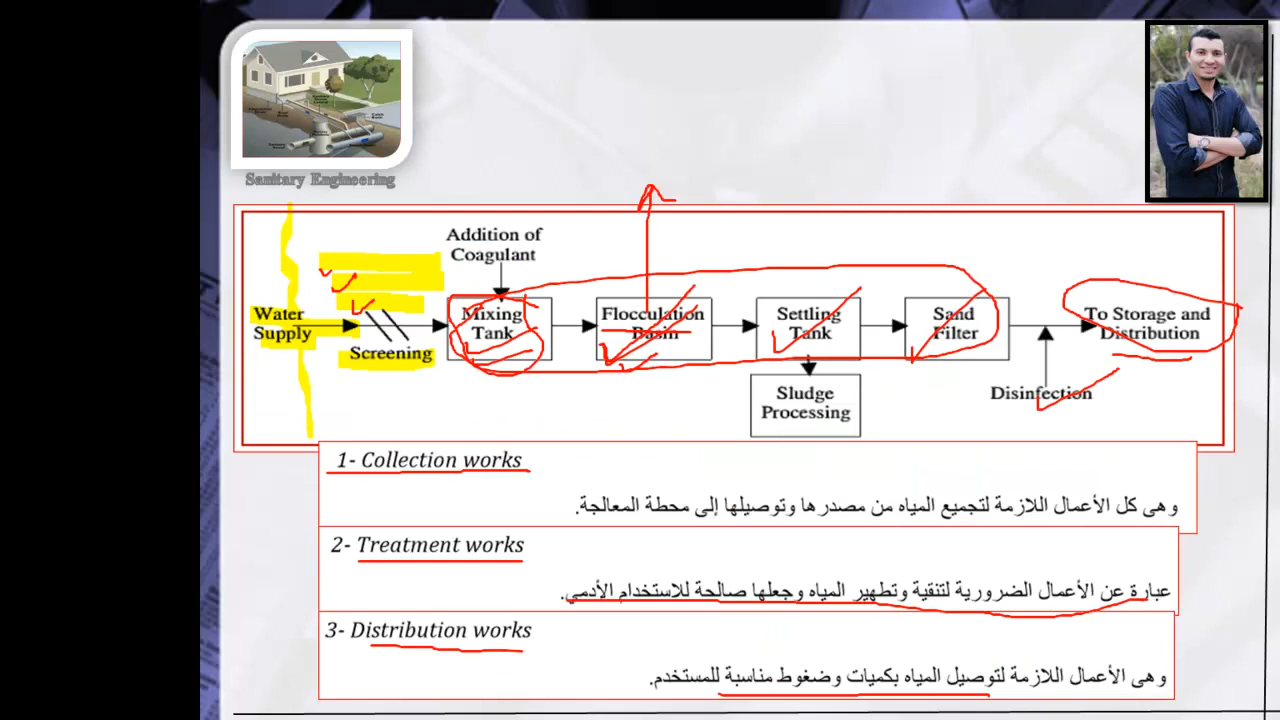 Sanitary Engineering
Addition of
Coagulant
Water
Supply
Screening
Mixing
Tank
Flocculation
Basin
Settling
Tank
Sand
Filter
To Storage and
Distribution
Sludge
Processing
Disinfection
1- Collection works
وهى كل الأعمال اللازمة لتجميع المياه من مصدرها وتوصيلها إلى محطة المعالجة.
2- Treatment works
عبارة عن الأعمال الضرورية لتنقية وتطهير المياه وجعلها صالحة للاستخدام الأدمي.
3- Distribution works
وهى الأعمال اللازمة لتوصيل المياه بكميات وضغوط مناسبة للمستخدم.